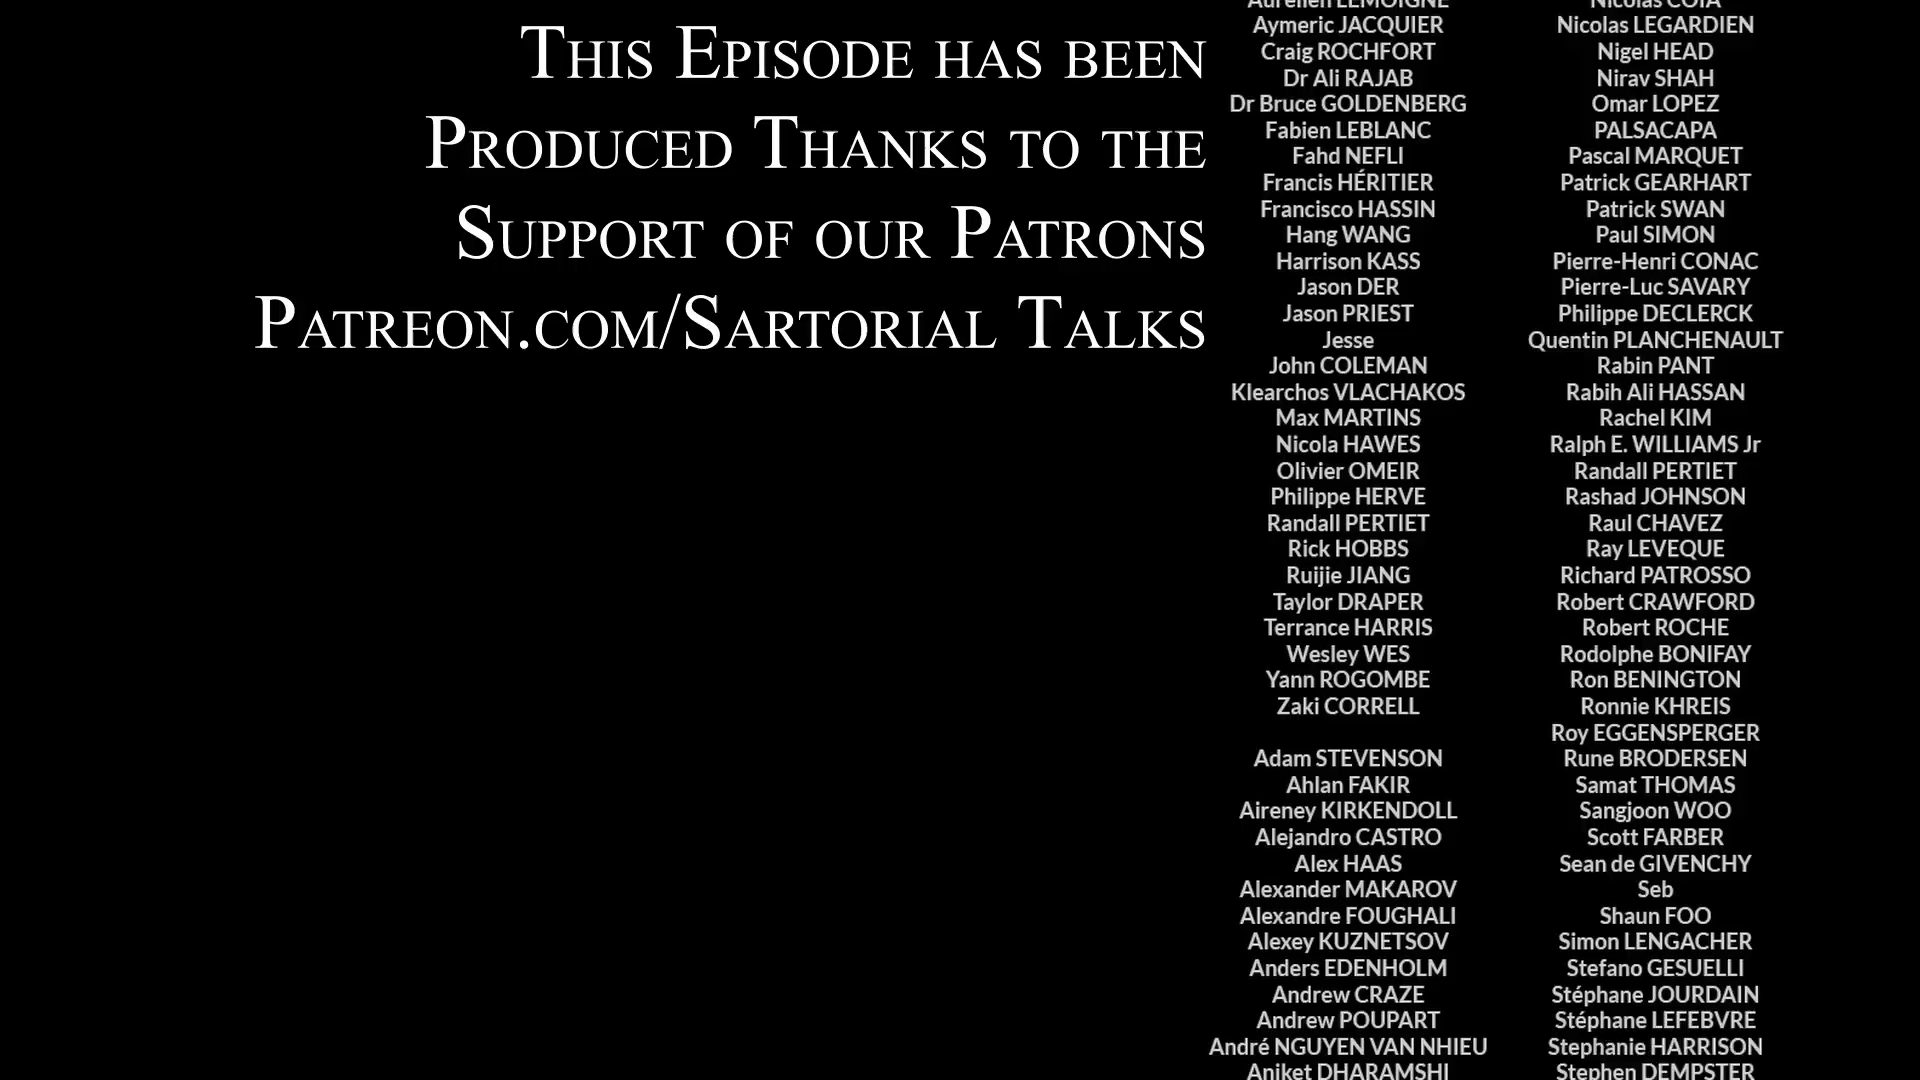 This Episode has been
Produced Thanks to the
Support of our Patrons
Patreon.com/Sartorial Talks
Aurélien LEMOIGNE
Aymeric JACQUIER
Craig ROCHFORT
Dr Ali RAJAB
Dr Bruce GOLDENBERG
Fabien LEBLANC
Fahd NEFLI
Francis HÉRITIER
Francisco HASSIN
Hang WANG
Harrison KASS
Jason DER
Jason PRIEST
Jesse
John COLEMAN
Klearchos VLACHAKOS
Max MARTINS
Nicola HAWES
Olivier OMEIR
Philippe HERVE
Randall PERTIET
Rick HOBBS
Ruijie JIANG
Taylor DRAPER
Terrance HARRIS
Wesley WES
Yann ROGOMBE
Zaki CORRELL
Adam STEVENSON
Ahlan FAKIR
Aireney KIRKENDOLL
Alejandro CASTRO
Alex HAAS
Alexander MAKAROV
Alexandre FOUGHALI
Alexey KUZNETSOV
Anders EDENHOLM
Andrew CRAZE
Andrew POUPART
André NGUYEN VAN NHIEU
Aniket DHARAMSHI
Nicolas COIA
Nicolas LEGARDIEN
Nigel HEAD
Nirav SHAH
Omar LOPEZ
PALSACAPA
Pascal MARQUET
Patrick GEARHART
Patrick SWAN
Paul SIMON
Pierre-Henri CONAC
Pierre-Luc SAVARY
Philippe DECLERCK
Quentin PLANCHENAULT
Rabin PANT
Rabih Ali HASSAN
Rachel KIM
Ralph E. WILLIAMS Jr
Randall PERTIET
Rashad JOHNSON
Raul CHAVEZ
Ray LEVEQUE
Richard PATROSSO
Robert CRAWFORD
Robert ROCHE
Rodolphe BONIFAY
Ron BENINGTON
Ronnie KHREIS
Roy EGGENSPERGER
Rune BRODERSEN
Samat THOMAS
Sangjoon WOO
Scott FARBER
Sean de GIVENCHY
Seb
Shaun FOO
Simon LENGACHER
Stefano GESUELLI
Stéphane JOURDAIN
Stéphane LEFEBVRE
Stephanie HARRISON
Stephen DEMPSTER